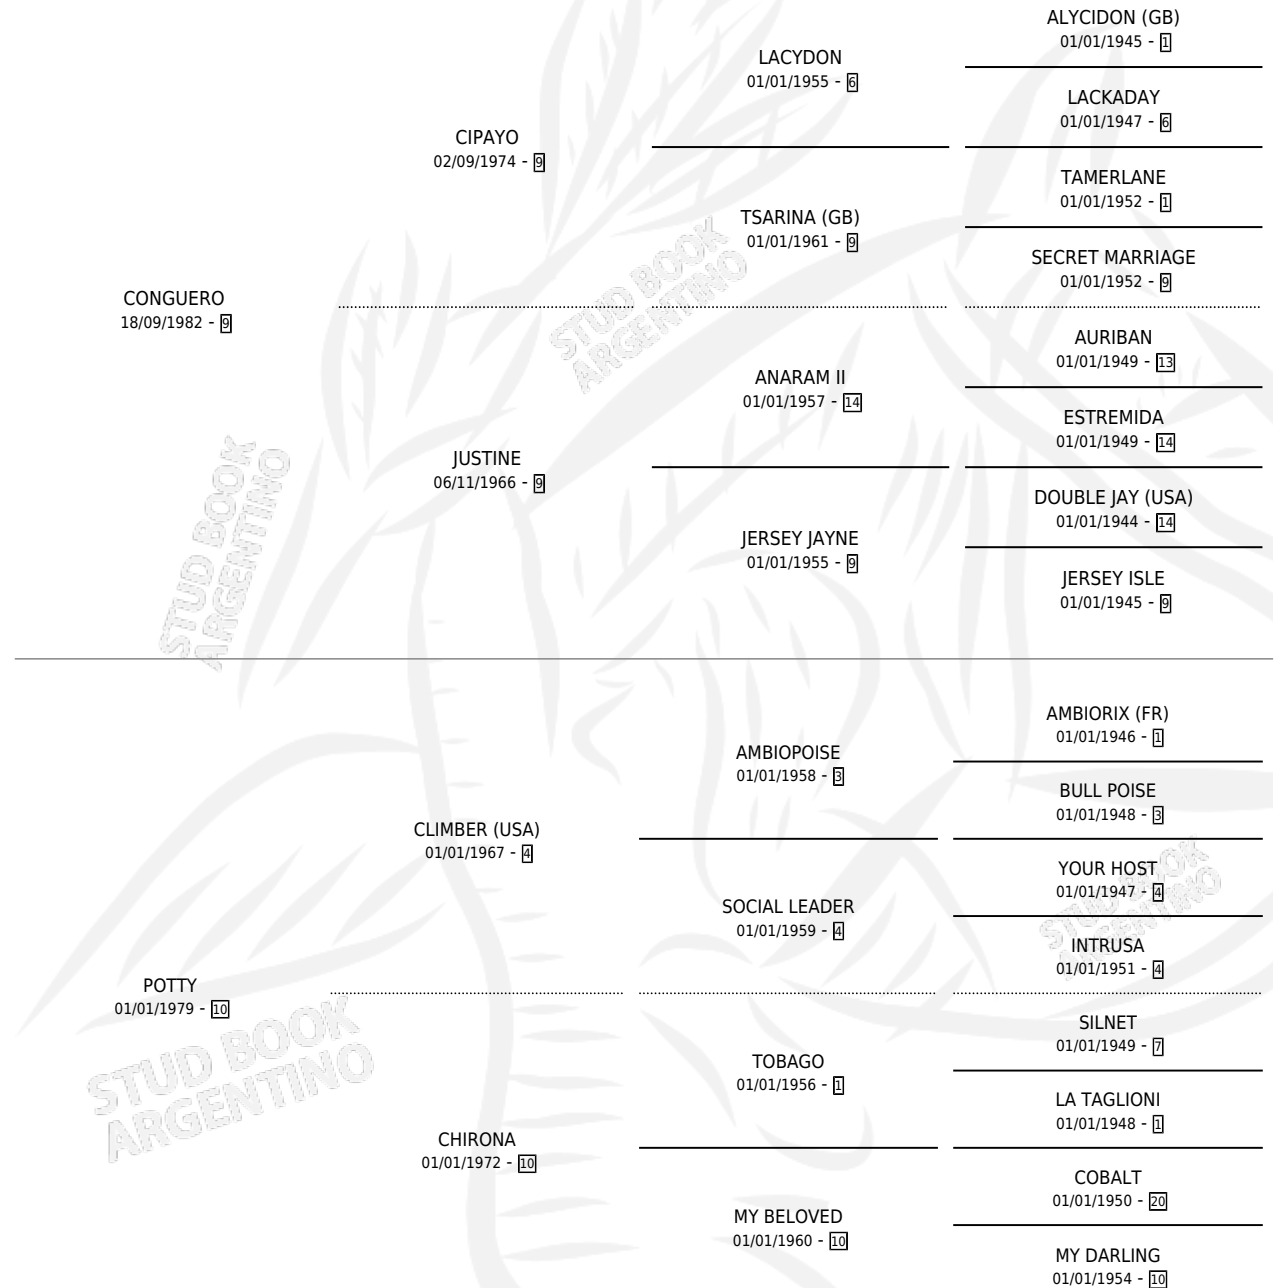 ALYCIDON (GB)
01/01/1945 - 1
LACYDON
01/01/1955 - 6
LACKADAY
01/01/1947 - 6
CIPAYO
02/09/1974 - 9
TAMERLANE
01/01/1952 - 1
TSARINA (GB)
01/01/1961 - 9
SECRET MARRIAGE
01/01/1952 - 9
CONGUERO
18/09/1982 - 9
STUD BOOK
ARGENTINO
AURIBAN
01/01/1949 - 13
ANARAM II
01/01/1957 - 14
ESTREMIDA
01/01/1949 - 14
JUSTINE
06/11/1966 - 9
DOUBLE JAY (USA)
01/01/1944 - 14
JERSEY JAYNE
01/01/1955 - 9
JERSEY ISLE
01/01/1945 - 9
STUD BOOK
ARGENTINO
AMBIORIX (FR)
01/01/1946 - 1
AMBIOPOISE
01/01/1958 - 3
BULL POISE
01/01/1948 - 3
CLIMBER (USA)
01/01/1967 - 4
YOUR HOST
01/01/1947 - 4
SOCIAL LEADER
01/01/1959 - 4
INTRUSA
01/01/1951 - 4
STUD BOOK
ARGENTINO
POTTY
01/01/1979 - 10
SILNET
01/01/1949 - 7
TOBAGO
01/01/1956 - 1
LA TAGLIONI
01/01/1948 - 1
CHIRONA
01/01/1972 - 10
COBALT
01/01/1950 - 20
MY BELOVED
01/01/1960 - 10
MY DARLING
01/01/1954 - 10
STUD BOOK
ARGENTINO